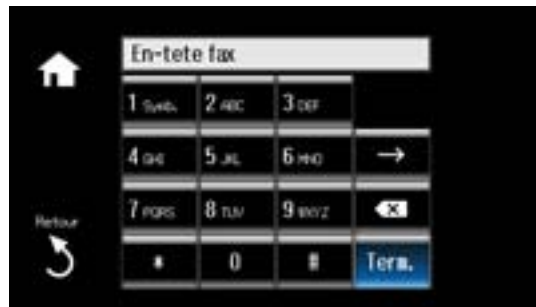 En-tete fax
1 Symb. 2 ABC 3 DEF
4 GHI 5 JKL 6 MNO →
7 PQRS 8 TUV 9 WXYZ
Retour
* 0 # Term.